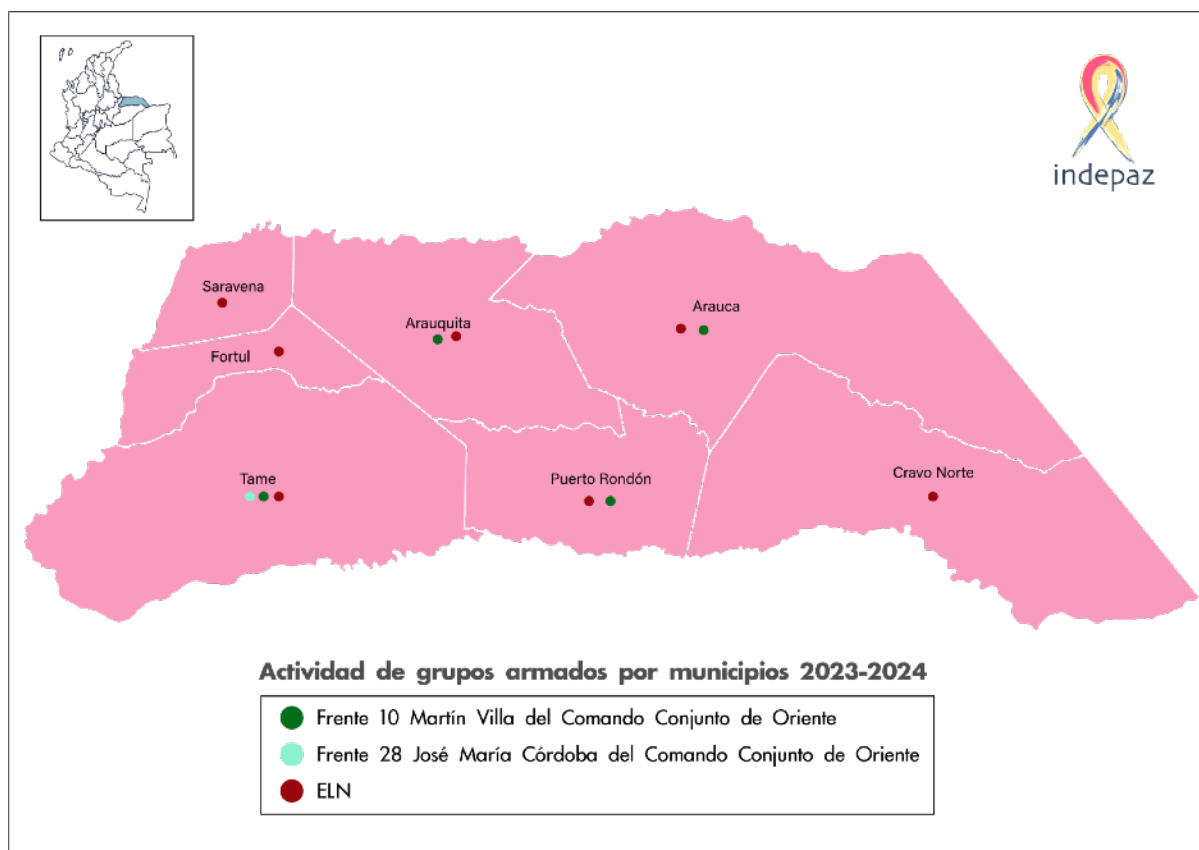 indepaz
Saravena
Arauca
Arauquita
Fortul
Cravo Norte
Tame
Puerto Rondón
Actividad de grupos armados por municipios 2023-2024
Frente 10 Martín Villa del Comando Conjunto de Oriente
Frente 28 José María Córdoba del Comando Conjunto de Oriente
ELN